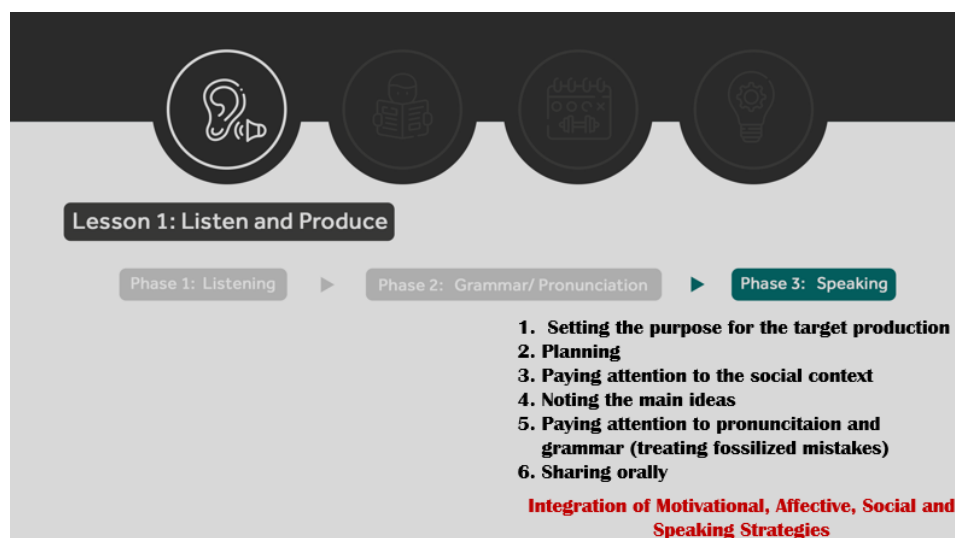 Lesson 1: Listen and Produce
Phase 1: Listening
Phase 2: Grammar/ Pronunciation
Phase 3: Speaking
1. Setting the purpose for the target production
2. Planning
3. Paying attention to the social context
4. Noting the main ideas
5. Paying attention to pronuncitaion and
grammar (treating fossilized mistakes)
6. Sharing orally
Integration of Motivational, Affective, Social and
Speaking Strategies